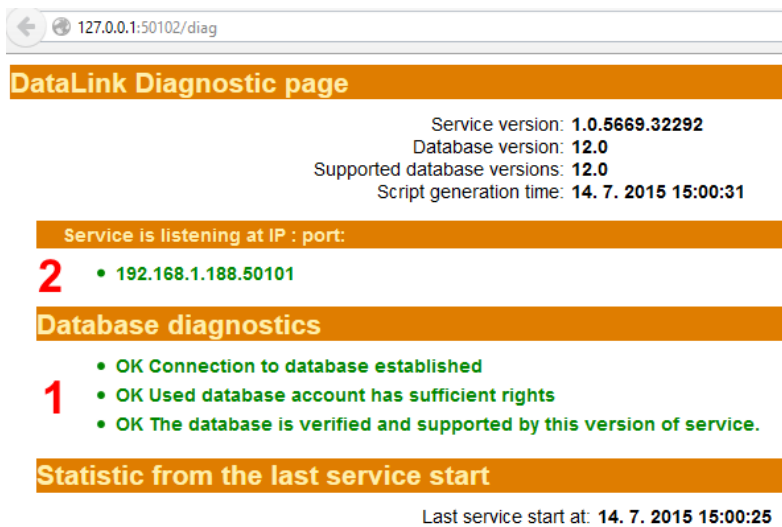 127.0.0.1:50102/diag
DataLink Diagnostic page
Service version: 1.0.5669.32292
Database version: 12.0
Supported database versions: 12.0
Script generation time: 14. 7. 2015 15:00:31
Service is listening at IP : port:
2 • 192.168.1.188.50101
Database diagnostics
• OK Connection to database established
1 • OK Used database account has sufficient rights
• OK The database is verified and supported by this version of service.
Statistic from the last service start
Last service start at: 14. 7. 2015 15:00:25